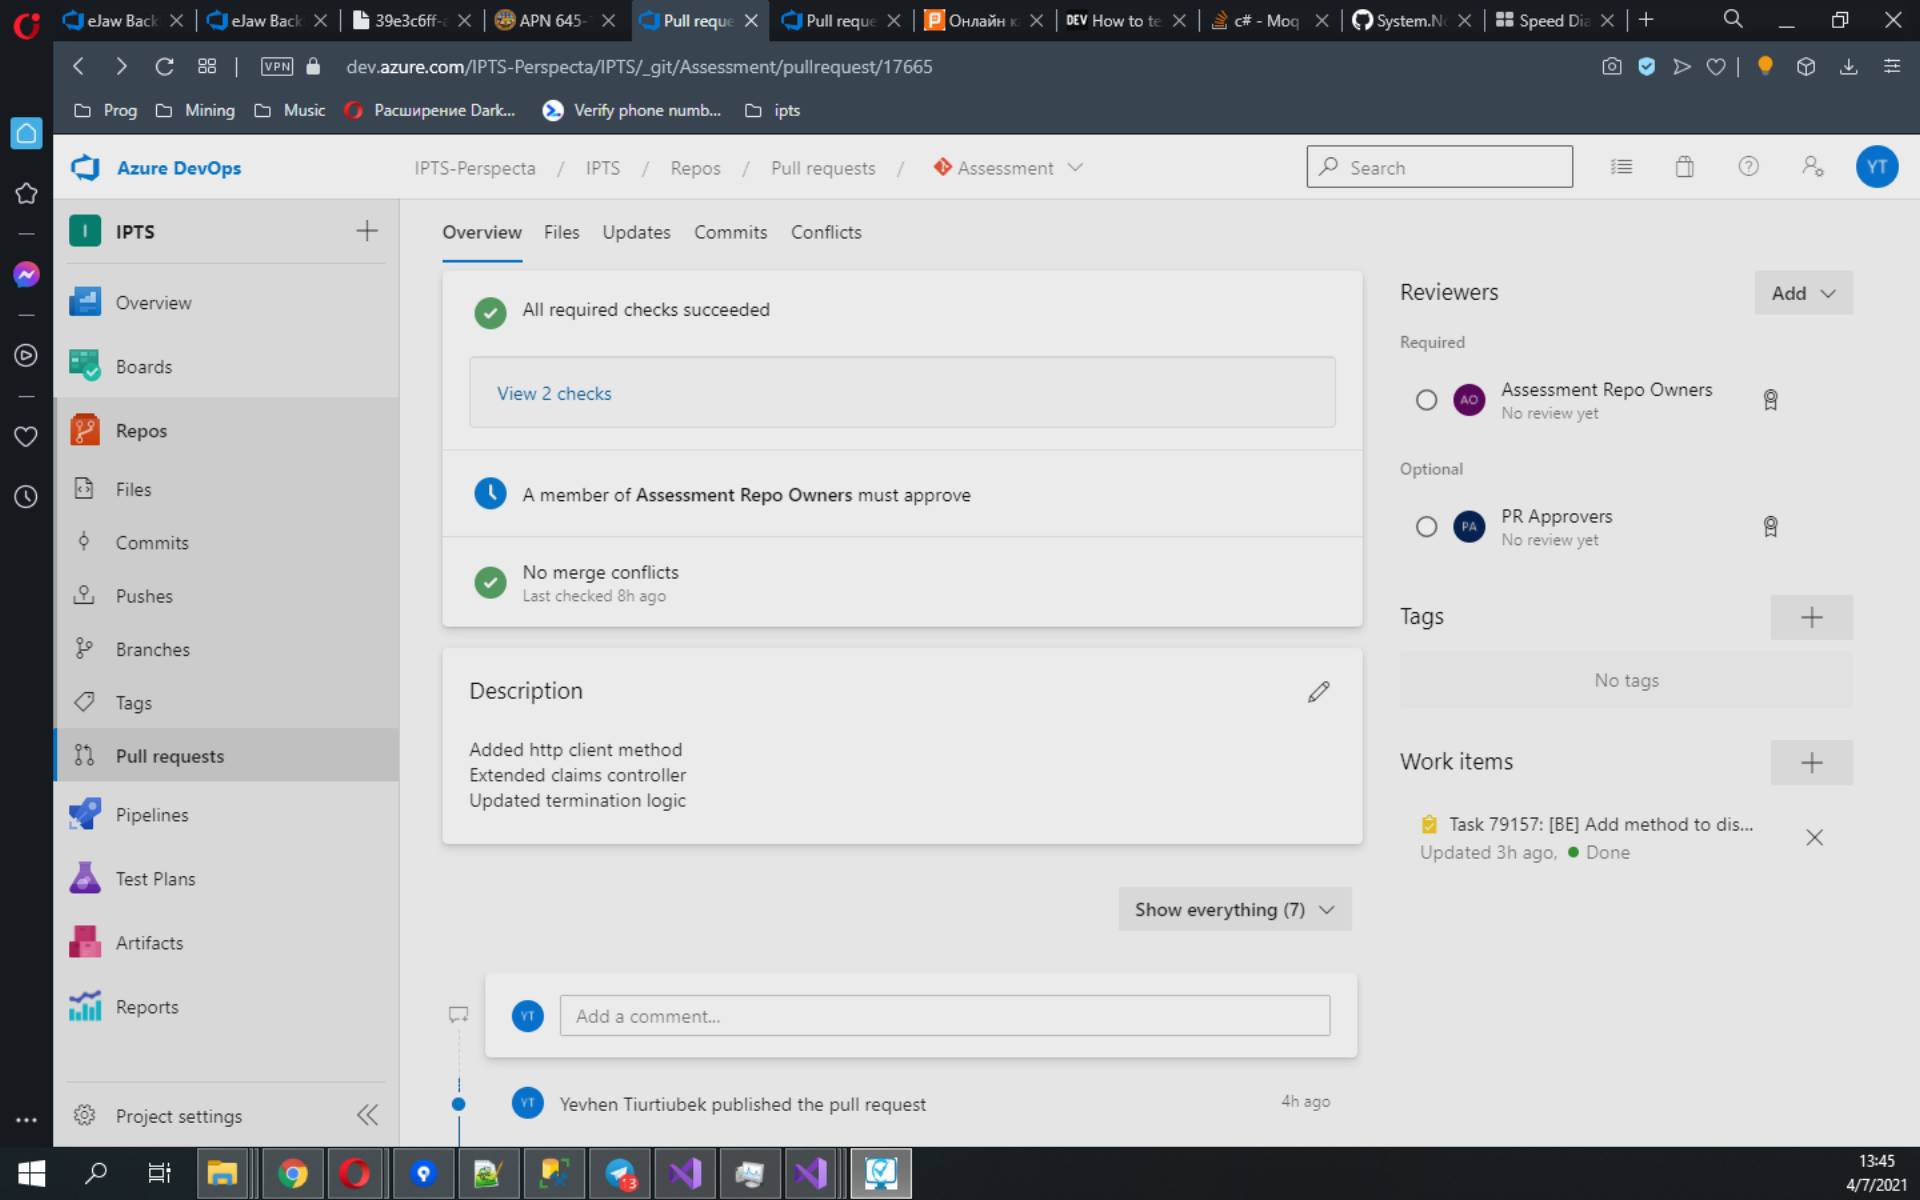 eJaw Back
eJaw Back
39e3c6ff-
APN 645-
Pull reque
Pull reque
Онлайн к
DEV How to te
c# - Moq
System.Ne
Speed Dia
VPN
dev.azure.com/IPTS-Perspecta/IPTS/_git/Assessment/pullrequest/17665
Prog
Mining
Music
Расширение Dark...
Verify phone numb...
ipts
Azure DevOps
IPTS-Perspecta / IPTS / Repos / Pull requests / Assessment
Search
YT
I IPTS
Overview
Boards
Repos
Files
Commits
Pushes
Branches
Tags
Pull requests
Pipelines
Test Plans
Artifacts
Reports
Project settings
Overview Files Updates Commits Conflicts
All required checks succeeded
View 2 checks
A member of Assessment Repo Owners must approve
No merge conflicts
Last checked 8h ago
Description
Added http client method
Extended claims controller
Updated termination logic
Show everything (7)
YT Add a comment...
YT Yevhen Tiurtiubek published the pull request 4h ago
Reviewers
Add
Required
AO Assessment Repo Owners
No review yet
Optional
PA PR Approvers
No review yet
Tags
No tags
Work items
Task 79157: [BE] Add method to dis...
Updated 3h ago, Done
13
13:45
4/7/2021